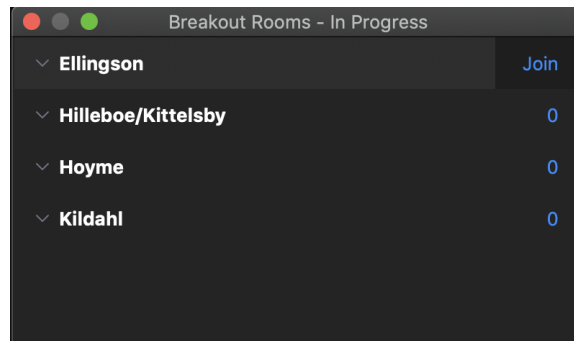 Breakout Rooms - In Progress
Ellingson Join
Hilleboe/Kittelsby 0
Hoyme 0
Kildahl 0